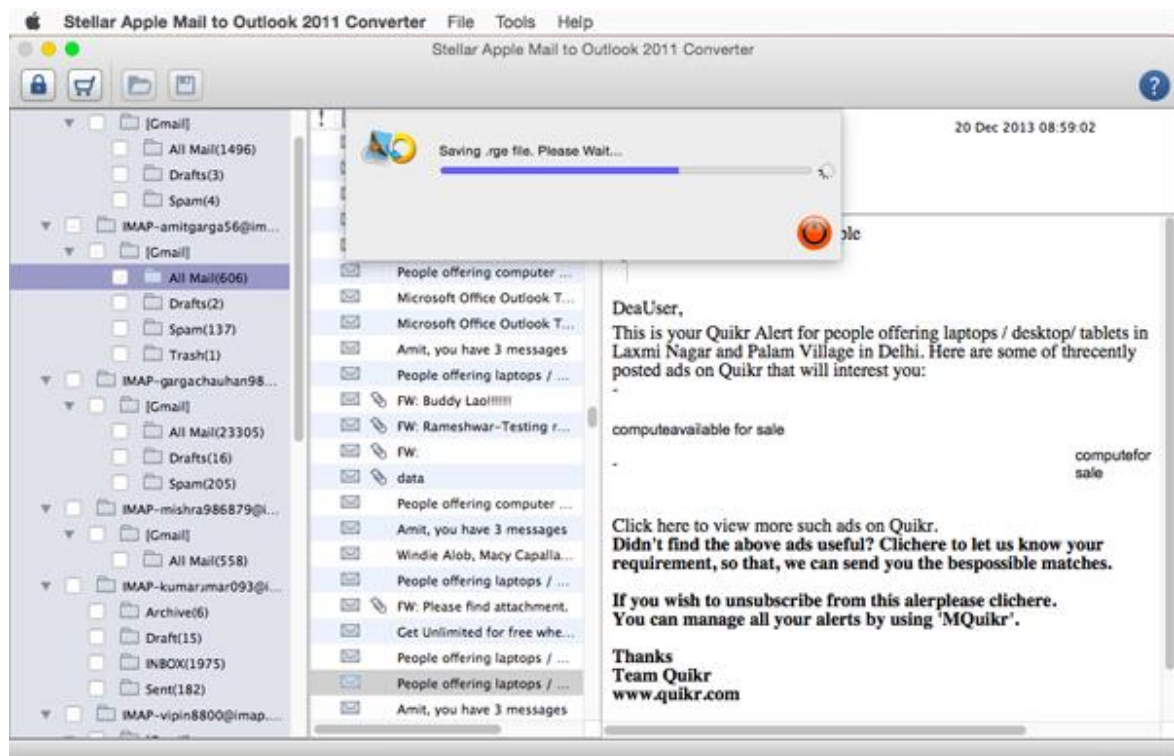 Stellar Apple Mail to Outlook 2011 Converter File Tools Help
Stellar Apple Mail to Outlook 2011 Converter
?
[Gmail]
All Mail(1496)
Drafts(3)
Spam(4)
IMAP-amitgarga56@im...
[Gmail]
All Mail(606)
Drafts(2)
Spam(137)
Trash(1)
IMAP-gargachauhan98...
[Gmail]
All Mail(23305)
Drafts(16)
Spam(205)
IMAP-mishra986879@i...
[Gmail]
All Mail(558)
Archive(6)
Draft(15)
INBOX(1975)
Sent(182)
IMAP-vipin8800@imap....
!
Saving .rge file. Please Wait...
People offering computer ...
Microsoft Office Outlook T...
Microsoft Office Outlook T...
Amit, you have 3 messages
People offering laptops / ...
FW: Buddy Lao!!!!!!!
FW: Rameshwar-Testing r...
FW:
data
People offering computer ...
Amit, you have 3 messages
Windie Alob, Macy Capalla...
People offering laptops / ...
FW: Please find attachment.
Get Unlimited for free whe...
People offering laptops / ...
People offering laptops / ...
Amit, you have 3 messages
20 Dec 2013 08:59:02
ple
DeaUser,
This is your Quikr Alert for people offering laptops / desktop/ tablets in
Laxmi Nagar and Palam Village in Delhi. Here are some of threcently
posted ads on Quikr that will interest you:
-
computeavailable for sale
-
computefor
sale
Click here to view more such ads on Quikr.
Didn't find the above ads useful? Clichere to let us know your
requirement, so that, we can send you the bespossible matches.
If you wish to unsubscribe from this alerplease clichere.
You can manage all your alerts by using 'MQuikr'.
Thanks
Team Quikr
www.quikr.com